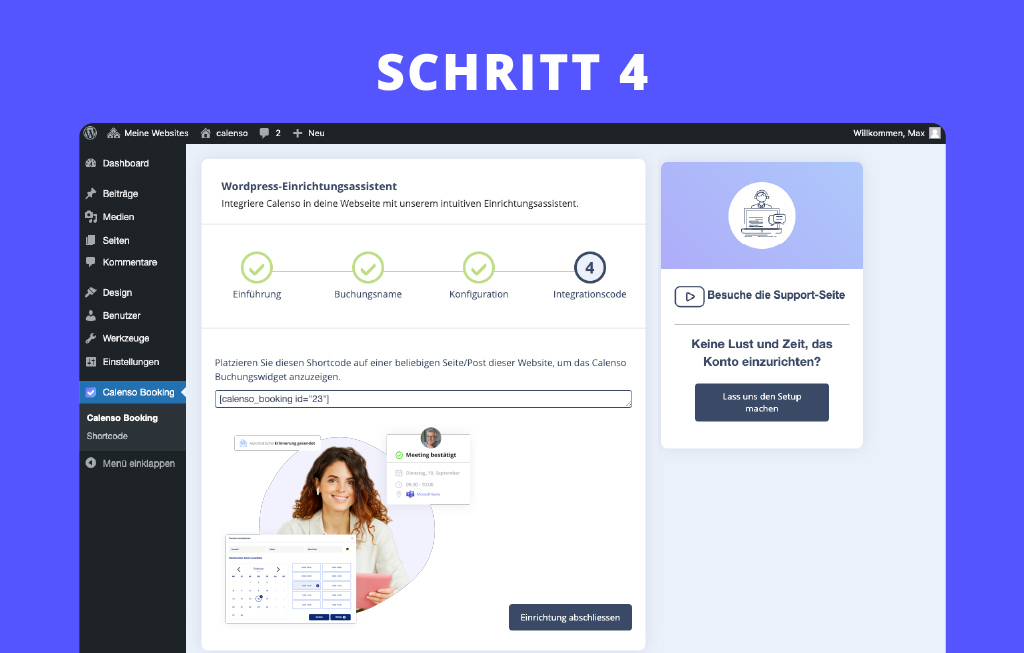 SCHRITT 4
Meine Websites calenso 2 Neu Willkommen, Max
Dashboard
Beiträge
Medien
Seiten
Kommentare
Design
Benutzer
Werkzeuge
Einstellungen
Calenso Booking
Calenso Booking
Shortcode
Menü einklappen
Wordpress-Einrichtungsassistent
Integriere Calenso in deine Webseite mit unserem intuitiven Einrichtungsassistent.
4
Einführung Buchungsname Konfiguration Integrationscode
Platzieren Sie diesen Shortcode auf einer beliebigen Seite/Post dieser Website, um das Calenso
Buchungswidget anzuzeigen.
[calenso_booking id="23"]
Automatische Erinnerung gesendet
Meeting bestätigt
Dienstag, 19. September
09:30 - 10:00
Februar
Einrichtung abschliessen
Besuche die Support-Seite
Keine Lust und Zeit, das
Konto einzurichten?
Lass uns den Setup
machen